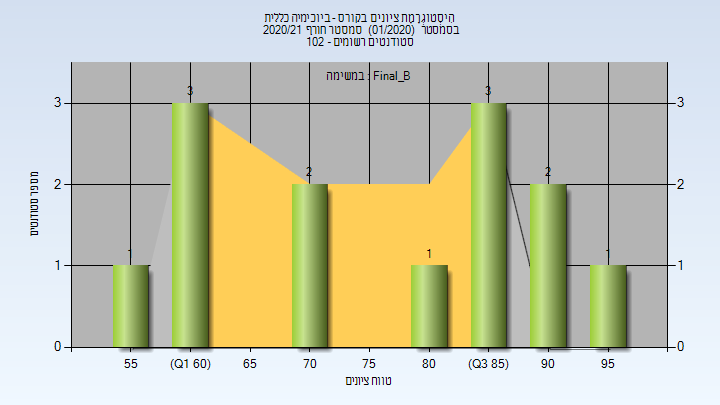 היסטוגרמת ציונים בקורס - ביוכימיה כללית
בסמסטר (01/2020) סמסטר חורף 2020/21
סטודנטים רשומים - 102
במשימה : Final_B
3 3
2 2
1 1
0 0
1 3 2 1 3 2 1
55 (Q1 60) 65 70 75 80 (Q3 85) 90 95
מספר סטודנטים
טווח ציונים